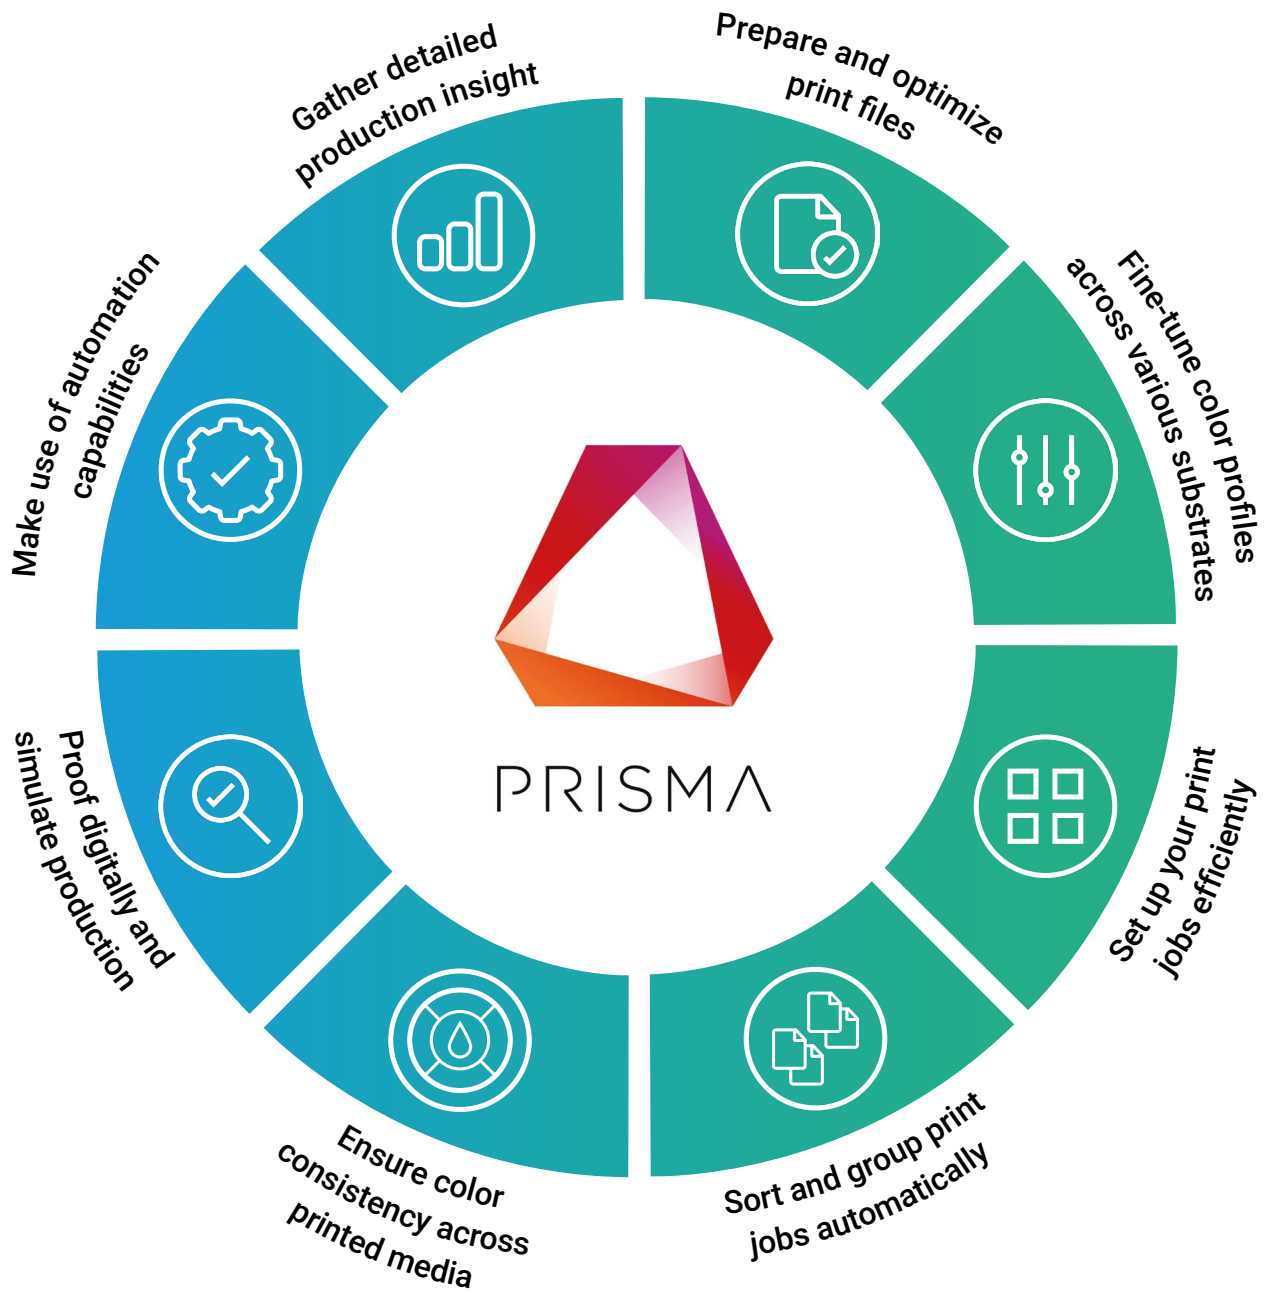 Prepare and optimize
print files
Fine-tune color profiles
across various substrates
Set up your print
jobs efficiently
Sort and group print
jobs automatically
Ensure color
consistency across
printed media
Proof digitally and
simulate production
Make use of automation
capabilities
Gather detailed
production insight
PRISMA